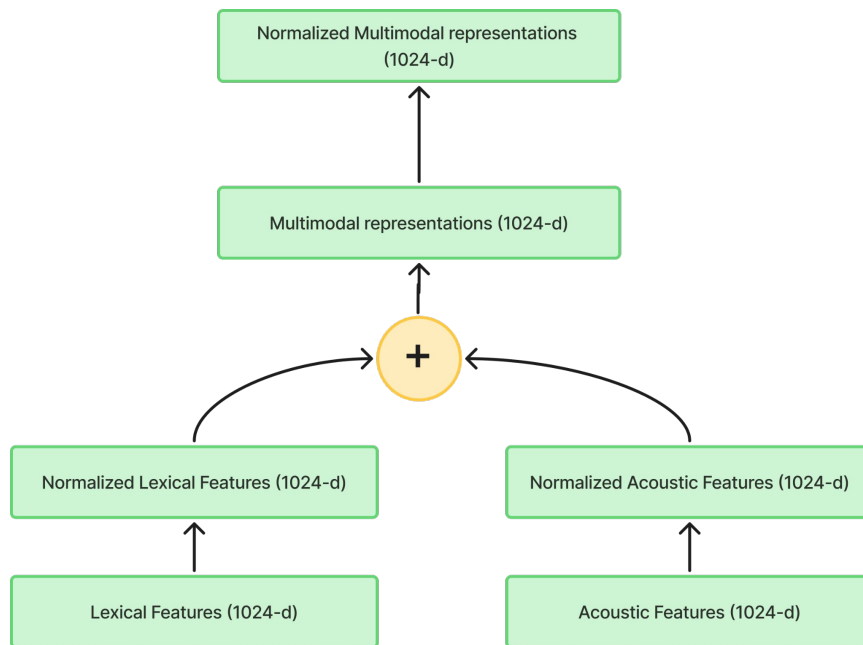 Normalized Multimodal representations
(1024-d)
Multimodal representations (1024-d)
+
Normalized Lexical Features (1024-d)
Normalized Acoustic Features (1024-d)
Lexical Features (1024-d)
Acoustic Features (1024-d)